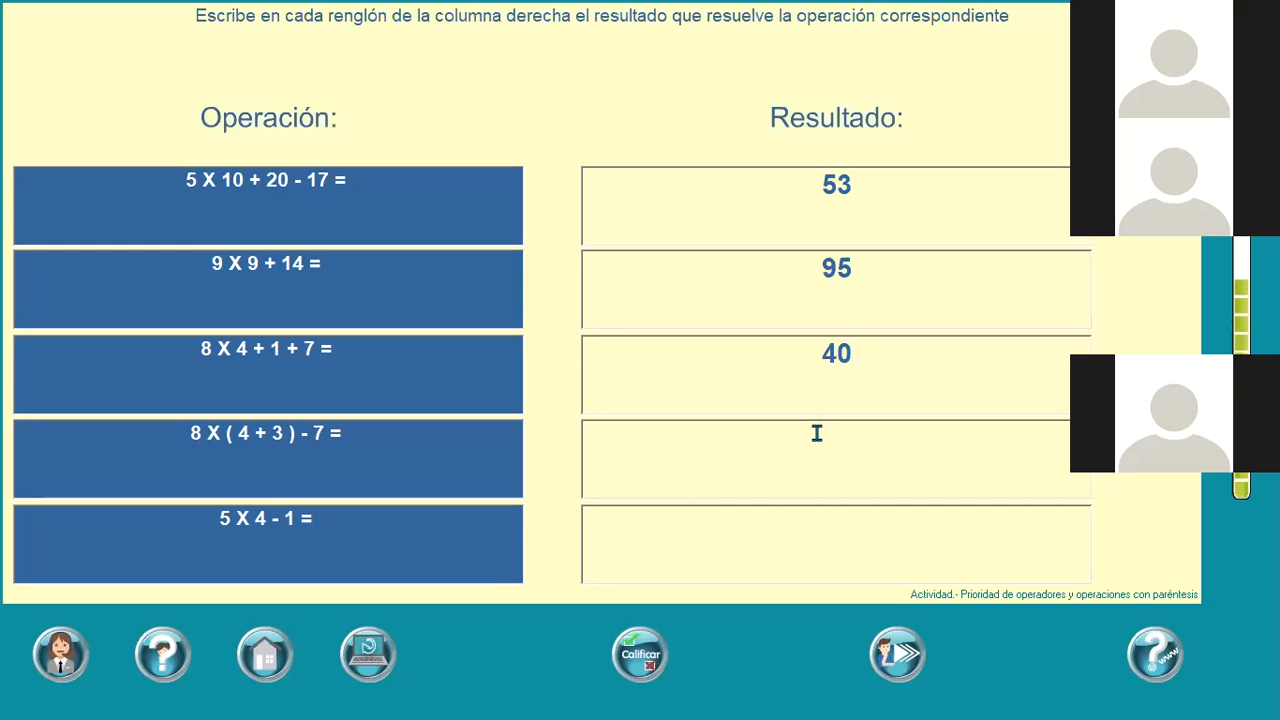 Escribe en cada renglón de la columna derecha el resultado que resuelve la operación correspondiente
Operación:
Resultado:
5 X 10 + 20 - 17 =
53
9 X 9 + 14 =
95
8 X 4 + 1 + 7 =
40
8 X ( 4 + 3 ) - 7 =
5 X 4 - 1 =
Actividad.- Prioridad de operadores y operaciones con paréntesis
Calificar
www